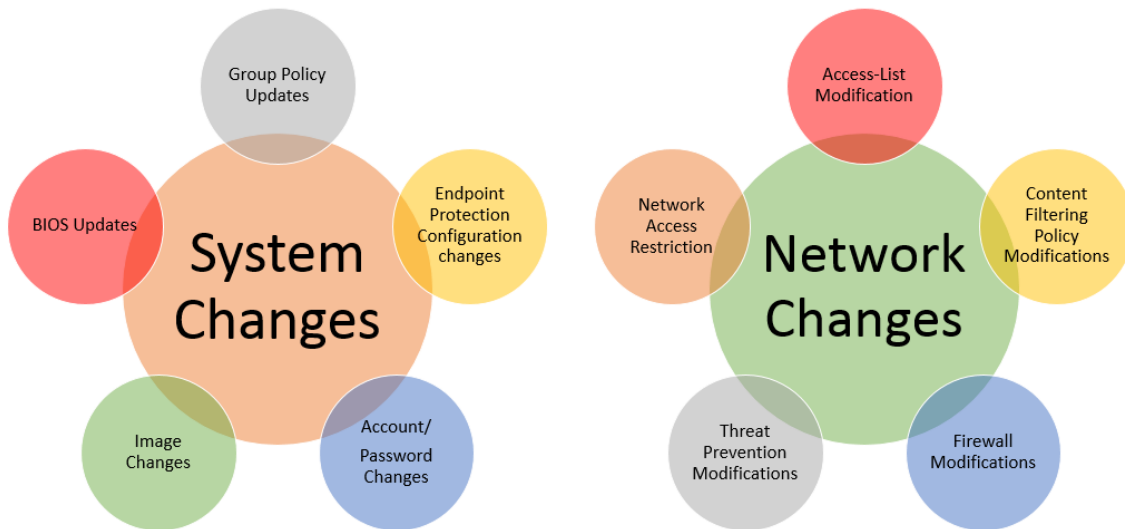 Group Policy
Updates
BIOS Updates
Endpoint
Protection
Configuration
changes
System
Changes
Image
Changes
Account/
Password
Changes
Access-List
Modification
Network
Access
Restriction
Content
Filtering
Policy
Modifications
Network
Changes
Threat
Prevention
Modifications
Firewall
Modifications